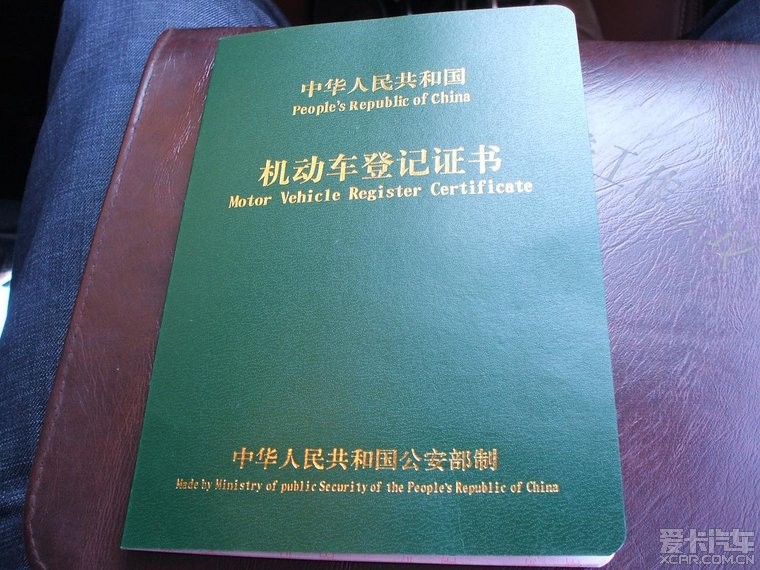 中华人民共和国
People's Republic of China
机动车登记证书
Motor Vehicle Register Certificate
中华人民共和国公安部制
Made by Ministry of public Security of the People's Republic of China
爱卡汽车
XCAR.COM.CN